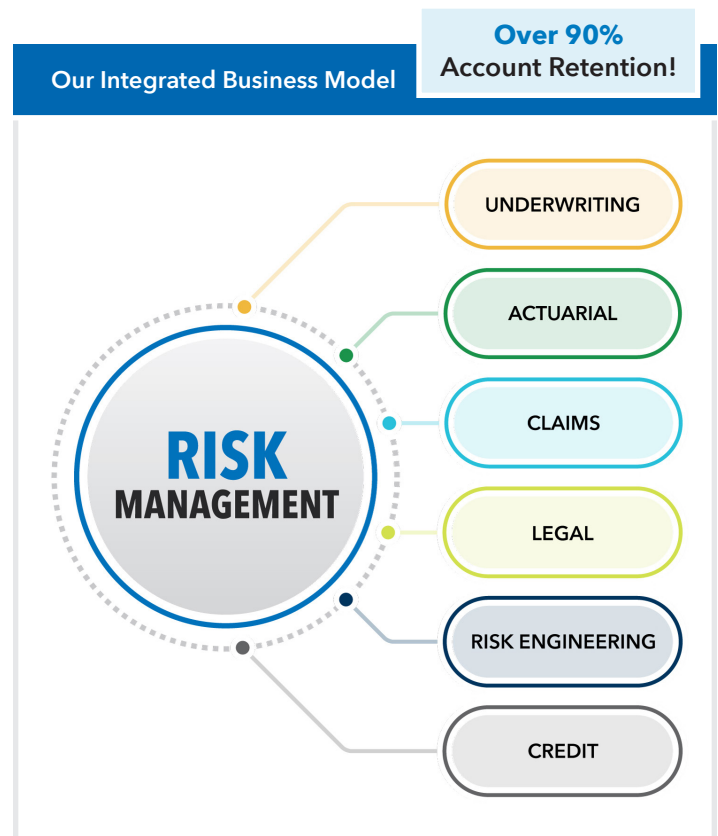 Over 90%
Account Retention!
Our Integrated Business Model
UNDERWRITING
ACTUARIAL
CLAIMS
RISK
MANAGEMENT
LEGAL
RISK ENGINEERING
CREDIT